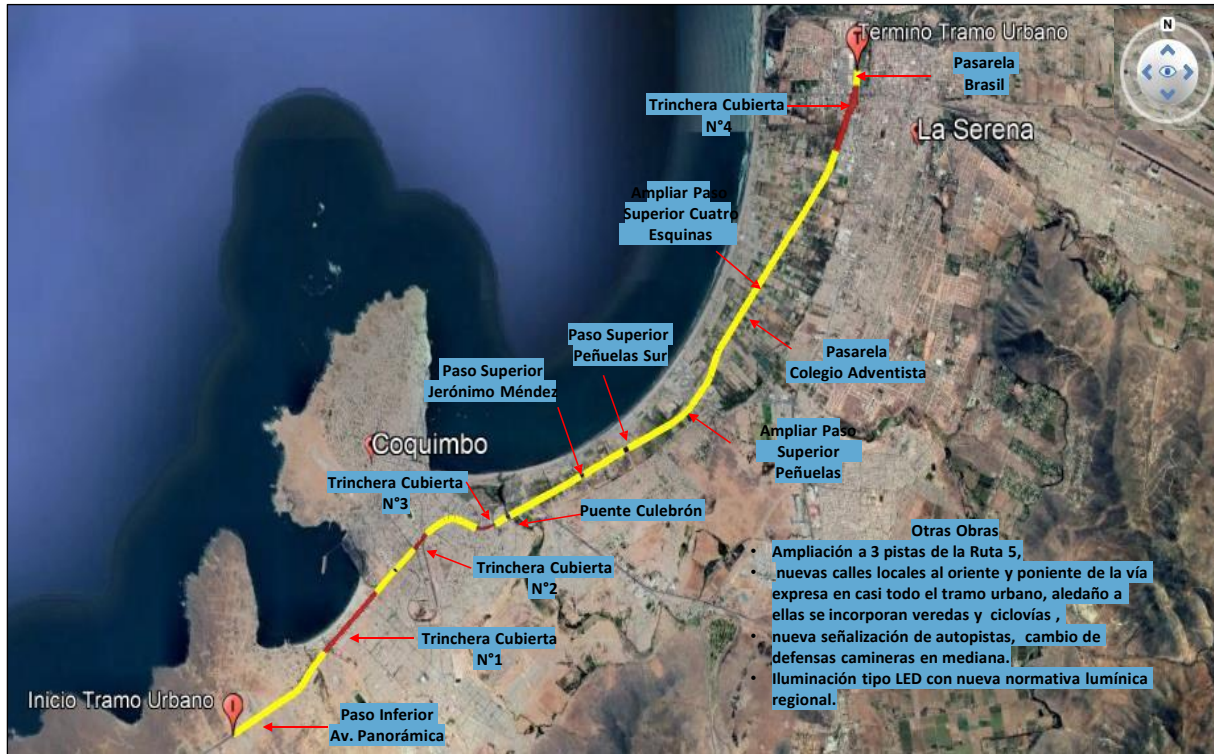 N
Termino Tramo Urbano
T
Pasarela
Brasil
Trinchera Cubierta
N°4
La Serena
Ampliar Paso
Superior Cuatro
Esquinas
Paso Superior
Peñuelas Sur
Pasarela
Colegio Adventista
Paso Superior
Jerónimo Méndez
Ampliar Paso
Superior
Peñuelas
Coquimbo
Trinchera Cubierta
N°3
Puente Culebrón
Trinchera Cubierta
N°2
Trinchera Cubierta
N°1
Inicio Tramo Urbano
I
Paso Inferior
Av. Panorámica
Otras Obras
• Ampliación a 3 pistas de la Ruta 5,
• nuevas calles locales al oriente y poniente de la vía
expresa en casi todo el tramo urbano, aledaño a
ellas se incorporan veredas y ciclovías ,
• nueva señalización de autopistas, cambio de
defensas camineras en mediana.
• Iluminación tipo LED con nueva normativa lumínica
regional.